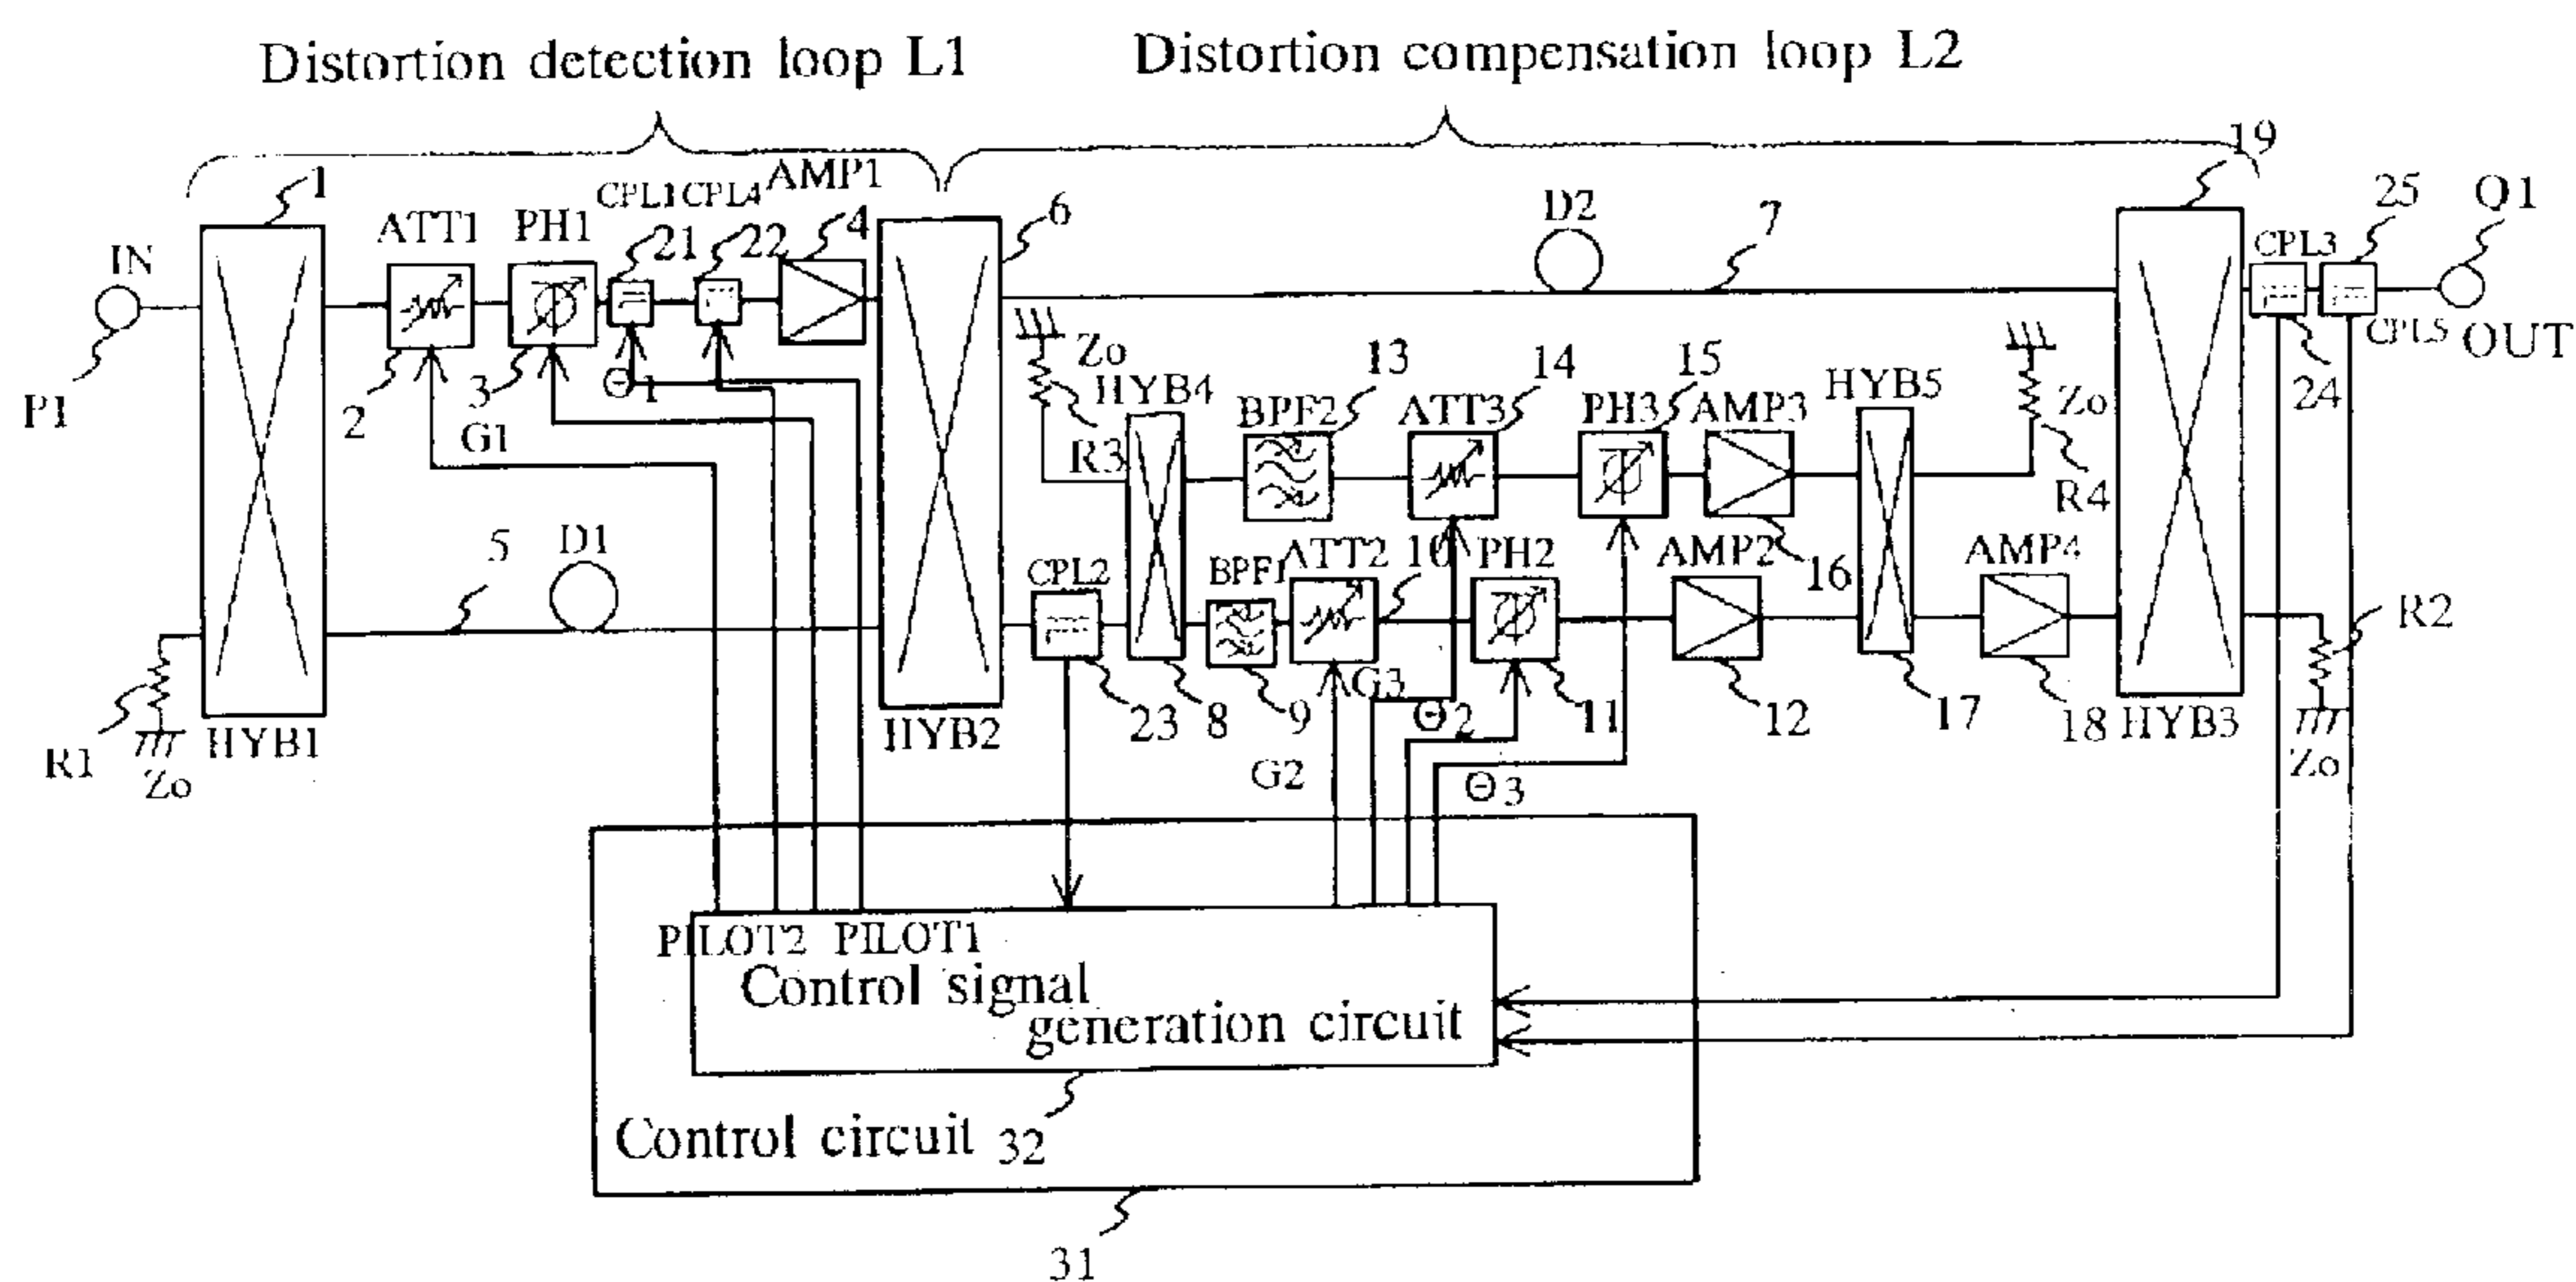 Distortion detection loop L1
Distortion compensation loop L2
1
ATT1
PH1
CPL1
CPL4
AMP1
21
22
4
6
D2
7
19
25
Q1
IN
CPL3
CPL5
OUT
24
P1
2
3
Θ1
G1
Zo
HYB4
R3
13
BPF2
14
ATT3
15
PH3
AMP3
HYB5
Zo
R4
5
D1
CPL2
BPF1
ATT2
10
PH2
AMP2
16
AMP4
R2
R1
Zo
HYB1
HYB2
23
8
9
G3
Θ2
11
12
17
18
HYB3
Zo
G2
Θ3
PILOT2
PILOT1
Control signal
generation circuit
Control circuit
32
31